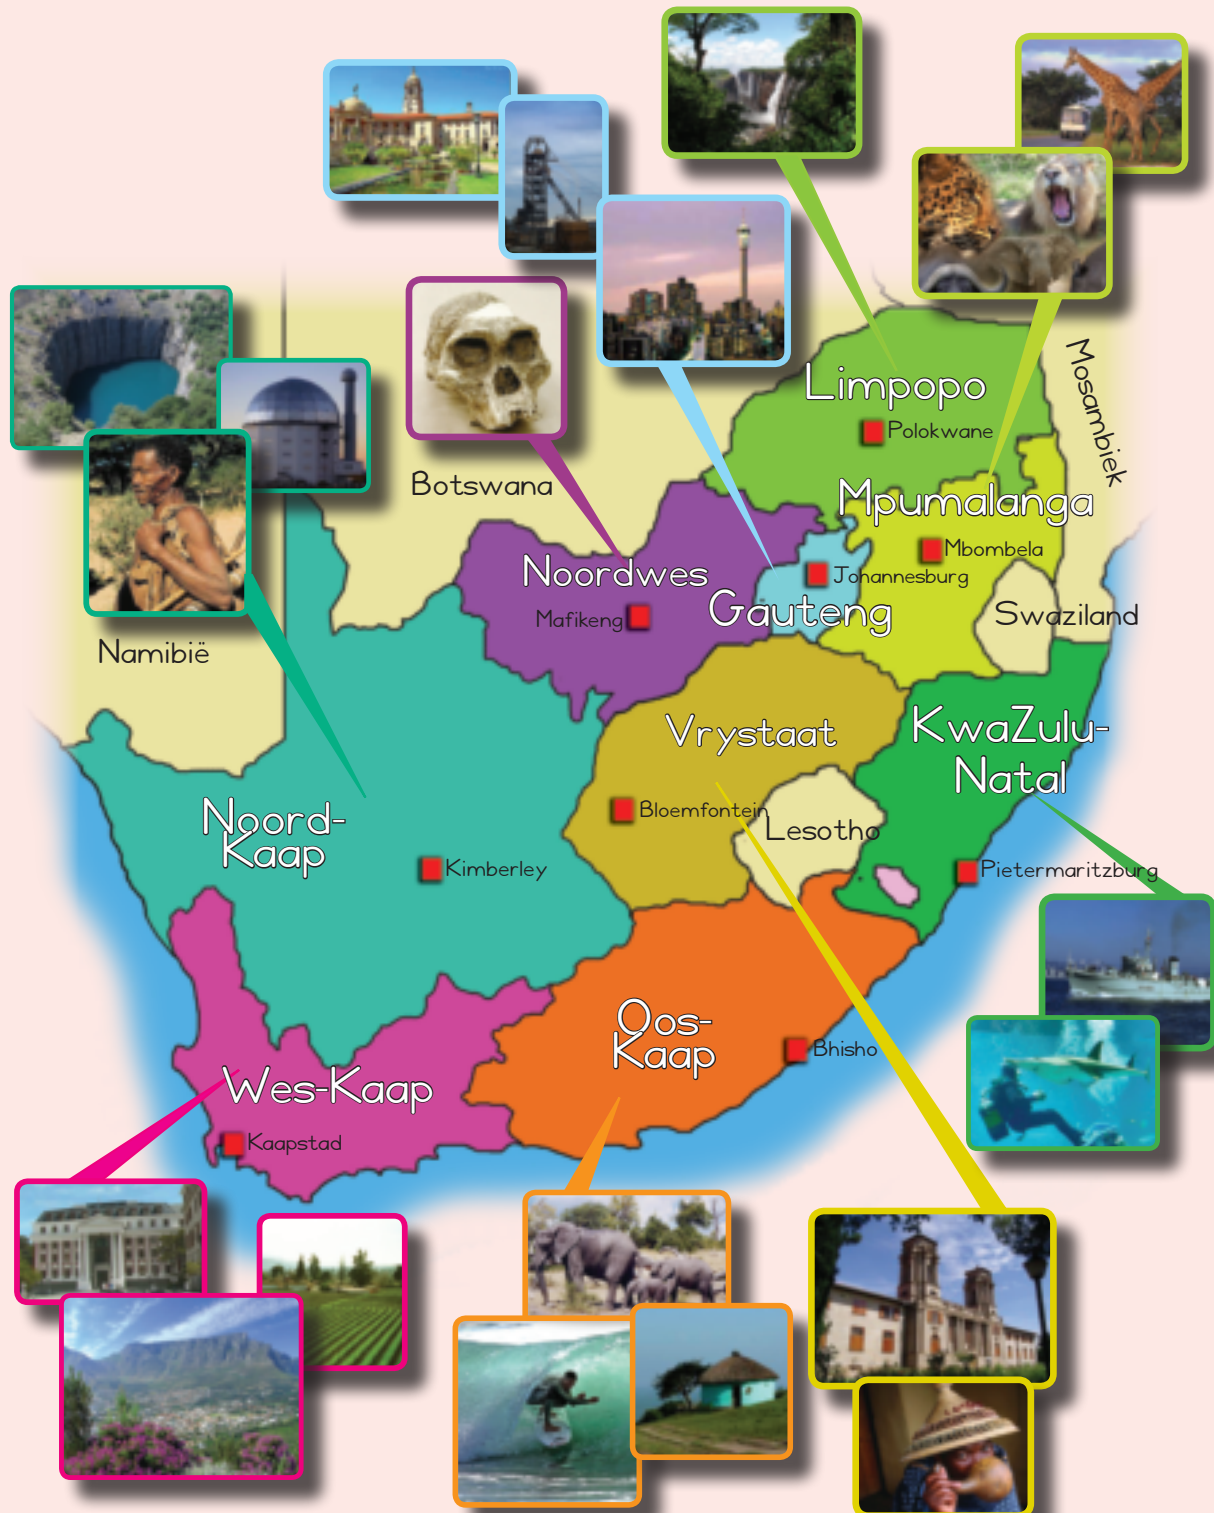 Limpopo
Polokwane
Mosambiek
Botswana
Mpumalanga
Mbombela
Noordwes
Johannesburg
Gauteng
Mafikeng
Swaziland
Namibië
Vrystaat
KwaZulu-
Natal
Bloemfontein
Lesotho
Noord-
Kaap
Kimberley
Pietermaritzburg
Oos-
Kaap
Bhisho
Wes-Kaap
Kaapstad